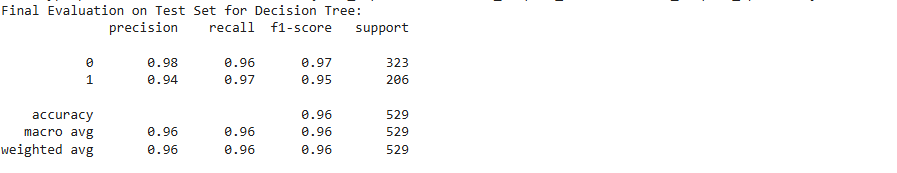 Final Evaluation on Test Set for Decision Tree:
precision recall f1-score support
0 0.98 0.96 0.97 323
1 0.94 0.97 0.95 206
accuracy 0.96 529
macro avg 0.96 0.96 0.96 529
weighted avg 0.96 0.96 0.96 529